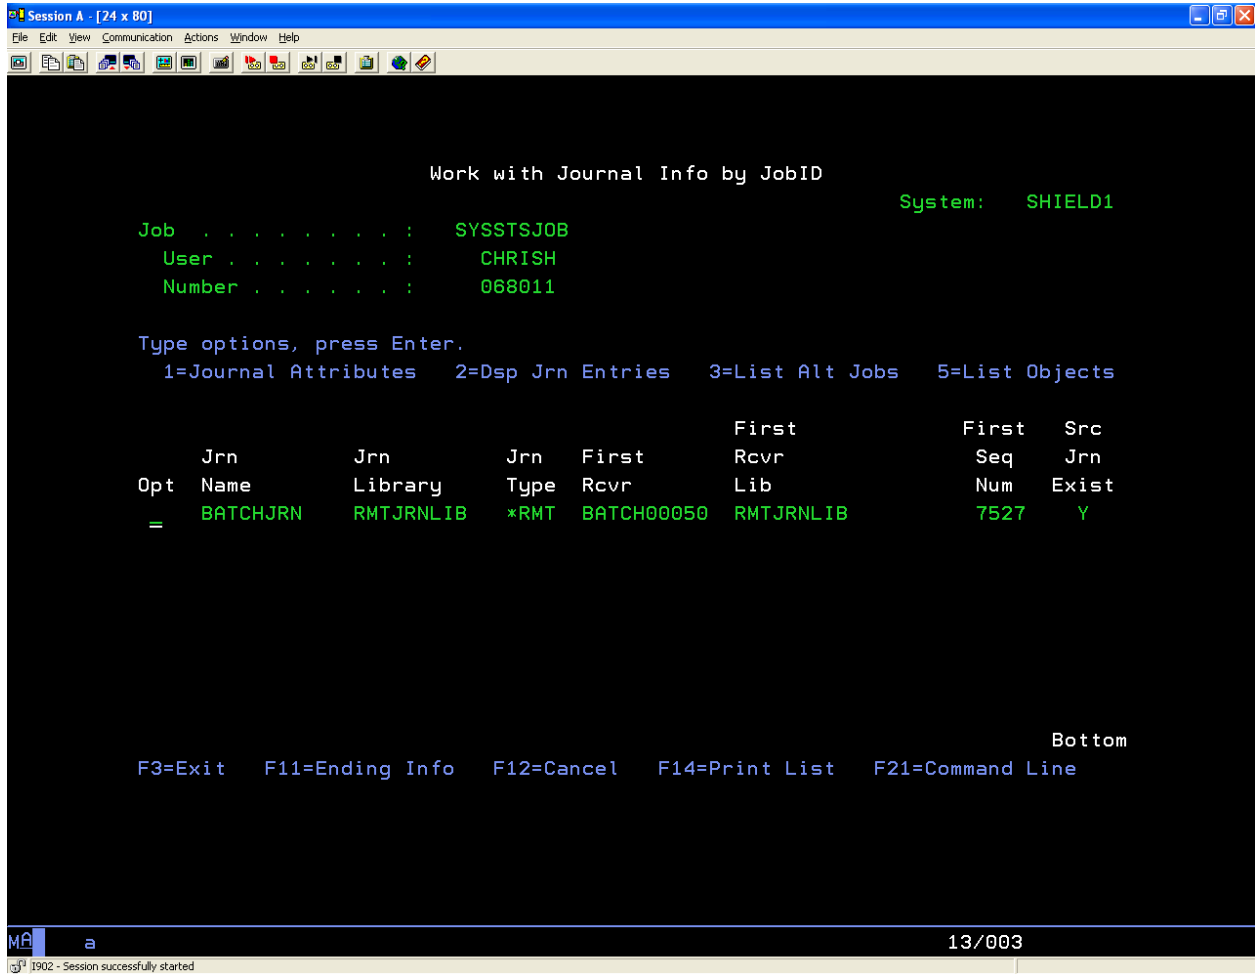 Session A - [24 x 80]
File Edit View Communication Actions Window Help
Work with Journal Info by JobID
System: SHIELD1
Job . . . . . . . . : SYSSTSJOB
User . . . . . . . : CHRISH
Number . . . . . . : 068011
Type options, press Enter.
1=Journal Attributes 2=Dsp Jrn Entries 3=List Alt Jobs 5=List Objects
First First Src
Jrn Jrn Jrn First Rcvr Seq Jrn
Opt Name Library Type Rcvr Lib Num Exist
_ BATCHJRN RMTJRNLIB *RMT BATCH00050 RMTJRNLIB 7527 Y
Bottom
F3=Exit F11=Ending Info F12=Cancel F14=Print List F21=Command Line
MA a 13/003
I902 - Session successfully started